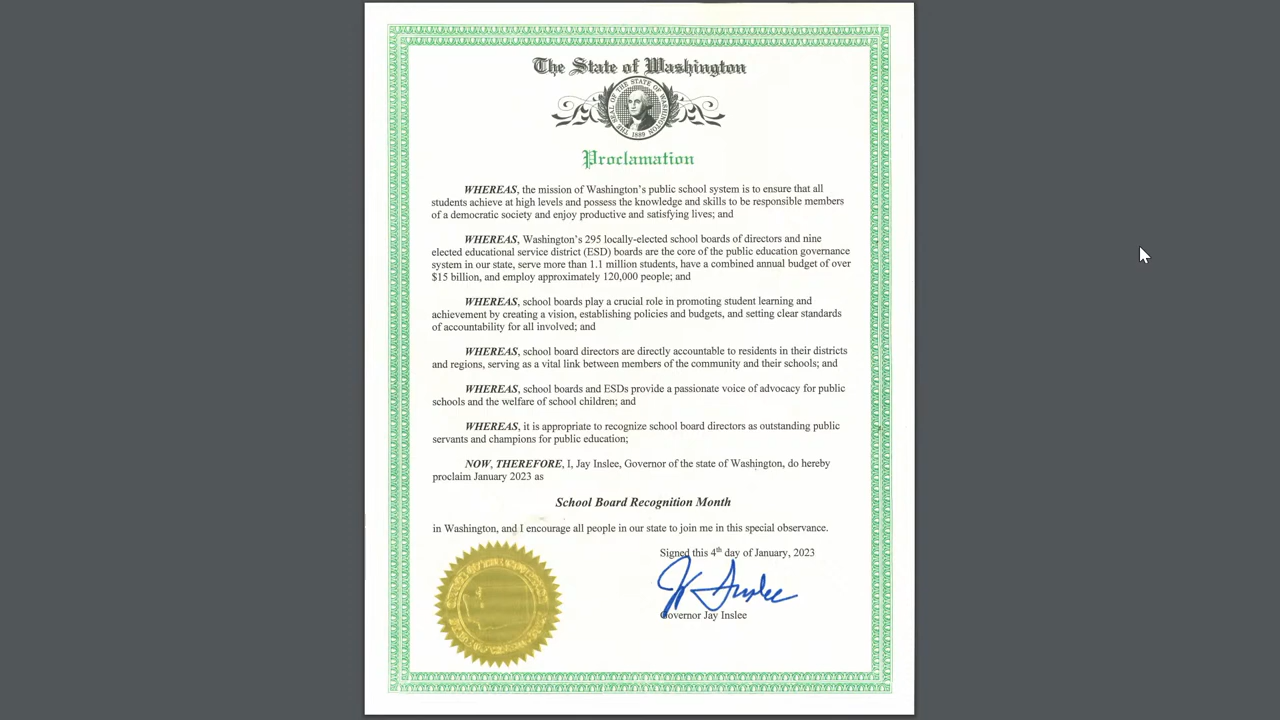 The State of Washington
THE SEAL OF THE STATE OF WASHINGTON
1889
Proclamation
WHEREAS, the mission of Washington's public school system is to ensure that all
students achieve at high levels and possess the knowledge and skills to be responsible members
of a democratic society and enjoy productive and satisfying lives; and
WHEREAS, Washington's 295 locally-elected school boards of directors and nine
elected educational service district (ESD) boards are the core of the public education governance
system in our state, serve more than 1.1 million students, have a combined annual budget of over
$15 billion, and employ approximately 120,000 people; and
WHEREAS, school boards play a crucial role in promoting student learning and
achievement by creating a vision, establishing policies and budgets, and setting clear standards
of accountability for all involved; and
WHEREAS, school board directors are directly accountable to residents in their districts
and regions, serving as a vital link between members of the community and their schools; and
WHEREAS, school boards and ESDs provide a passionate voice of advocacy for public
schools and the welfare of school children; and
WHEREAS, it is appropriate to recognize school board directors as outstanding public
servants and champions for public education;
NOW, THEREFORE, I, Jay Inslee, Governor of the state of Washington, do hereby
proclaim January 2023 as
School Board Recognition Month
in Washington, and I encourage all people in our state to join me in this special observance.
Signed this 4th day of January, 2023
Jay Inslee
Governor Jay Inslee